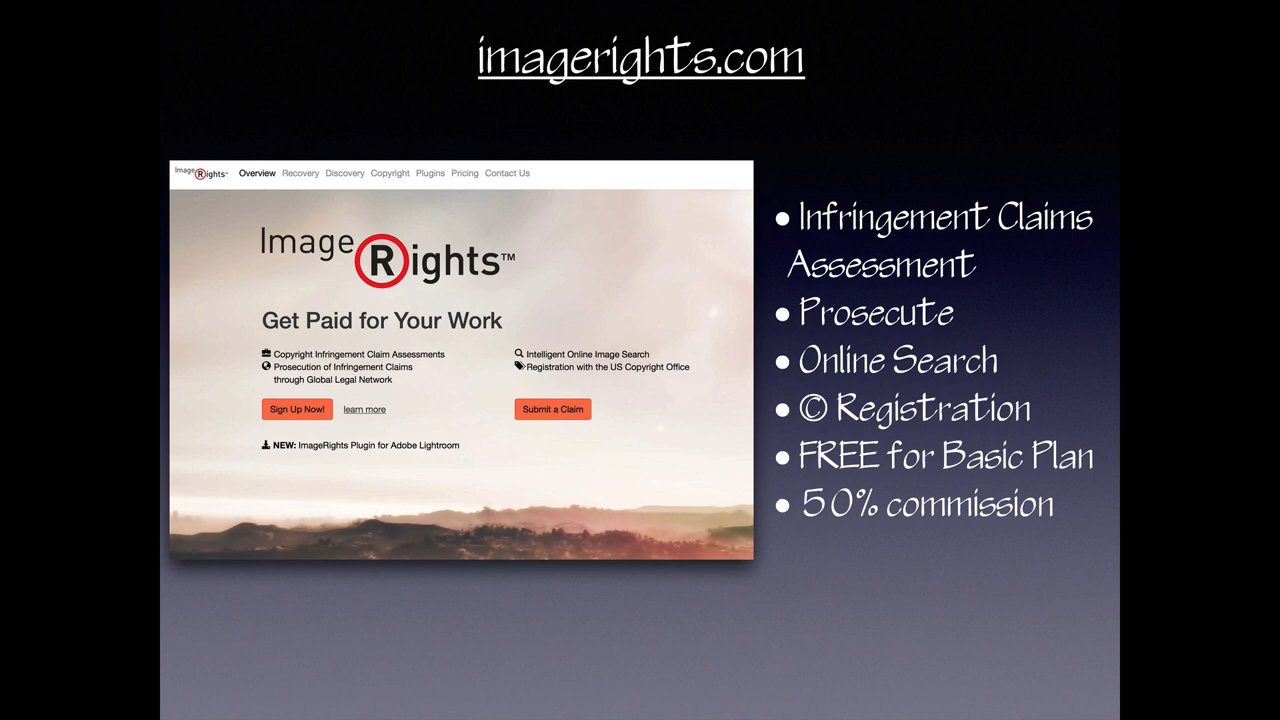 imagerights.com
ImageRights™ Overview Recovery Discovery Copyright Plugins Pricing Contact Us
ImageRights™
Get Paid for Your Work
Copyright Infringement Claim Assessments
Prosecution of Infringement Claims
through Global Legal Network
Intelligent Online Image Search
Registration with the US Copyright Office
Sign Up Now! learn more
Submit a Claim
NEW: ImageRights Plugin for Adobe Lightroom
• Infringement Claims
Assessment
• Prosecute
• Online Search
• © Registration
• FREE for Basic Plan
• 50% commission